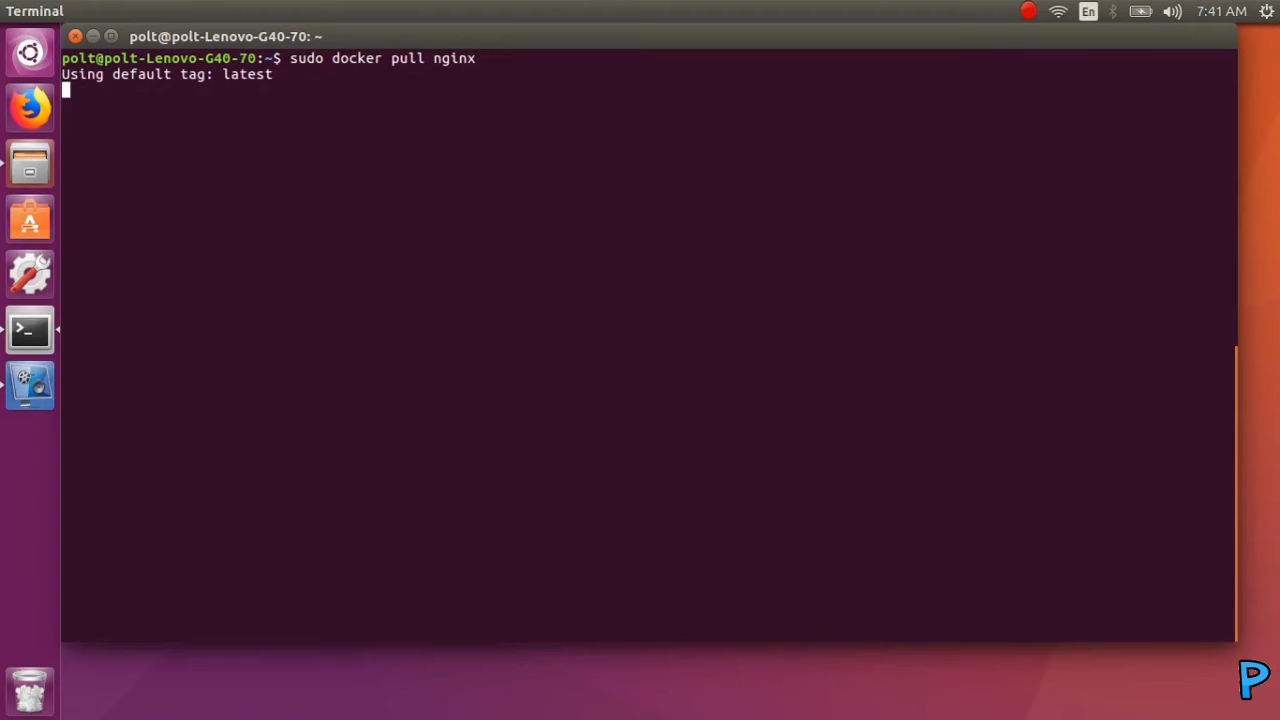 Terminal
En
7:41 AM
polt@polt-Lenovo-G40-70: ~
polt@polt-Lenovo-G40-70:~$ sudo docker pull nginx
Using default tag: latest
P